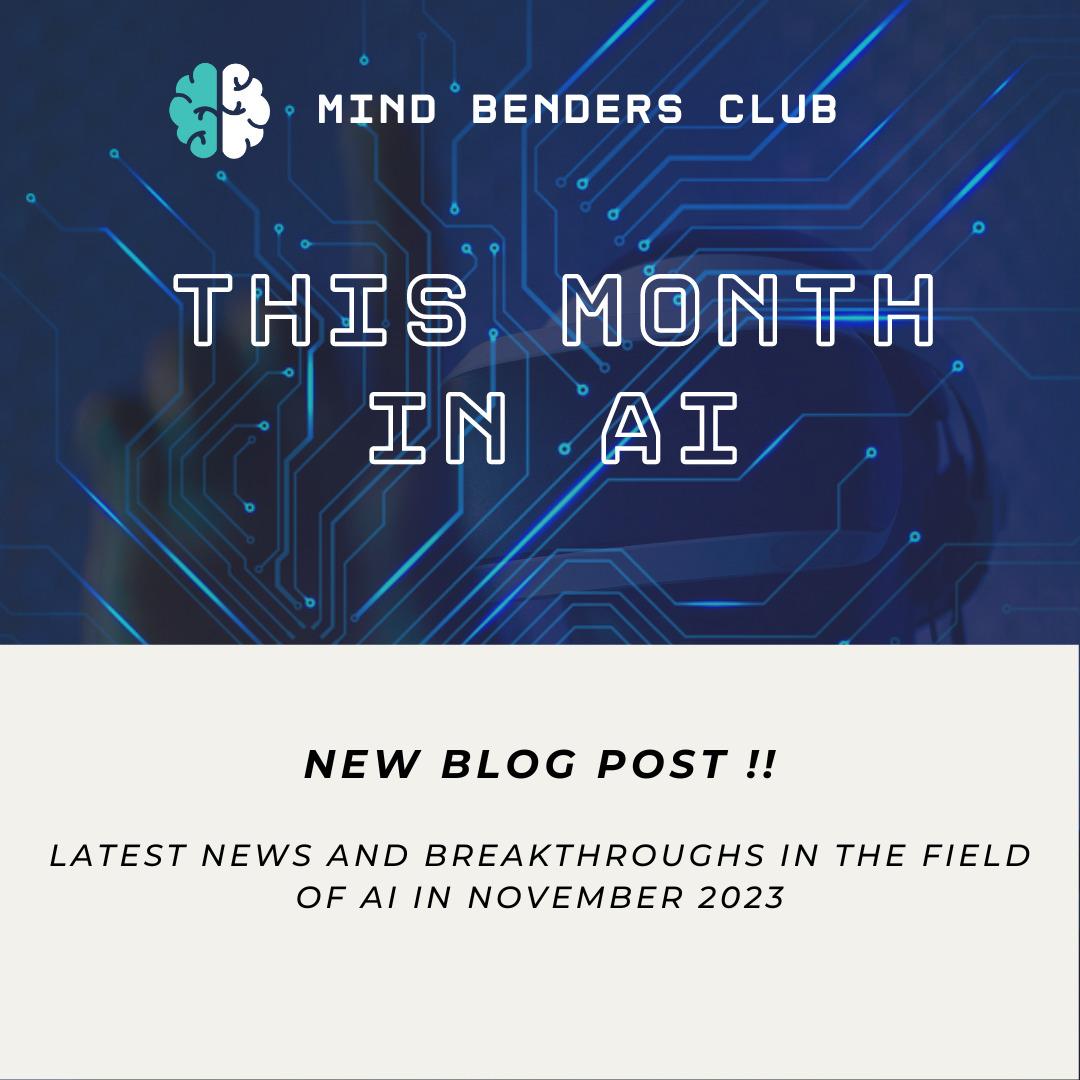 MIND BENDERS CLUB
THIS MONTH
IN AI
NEW BLOG POST !!
LATEST NEWS AND BREAKTHROUGHS IN THE FIELD
OF AI IN NOVEMBER 2023